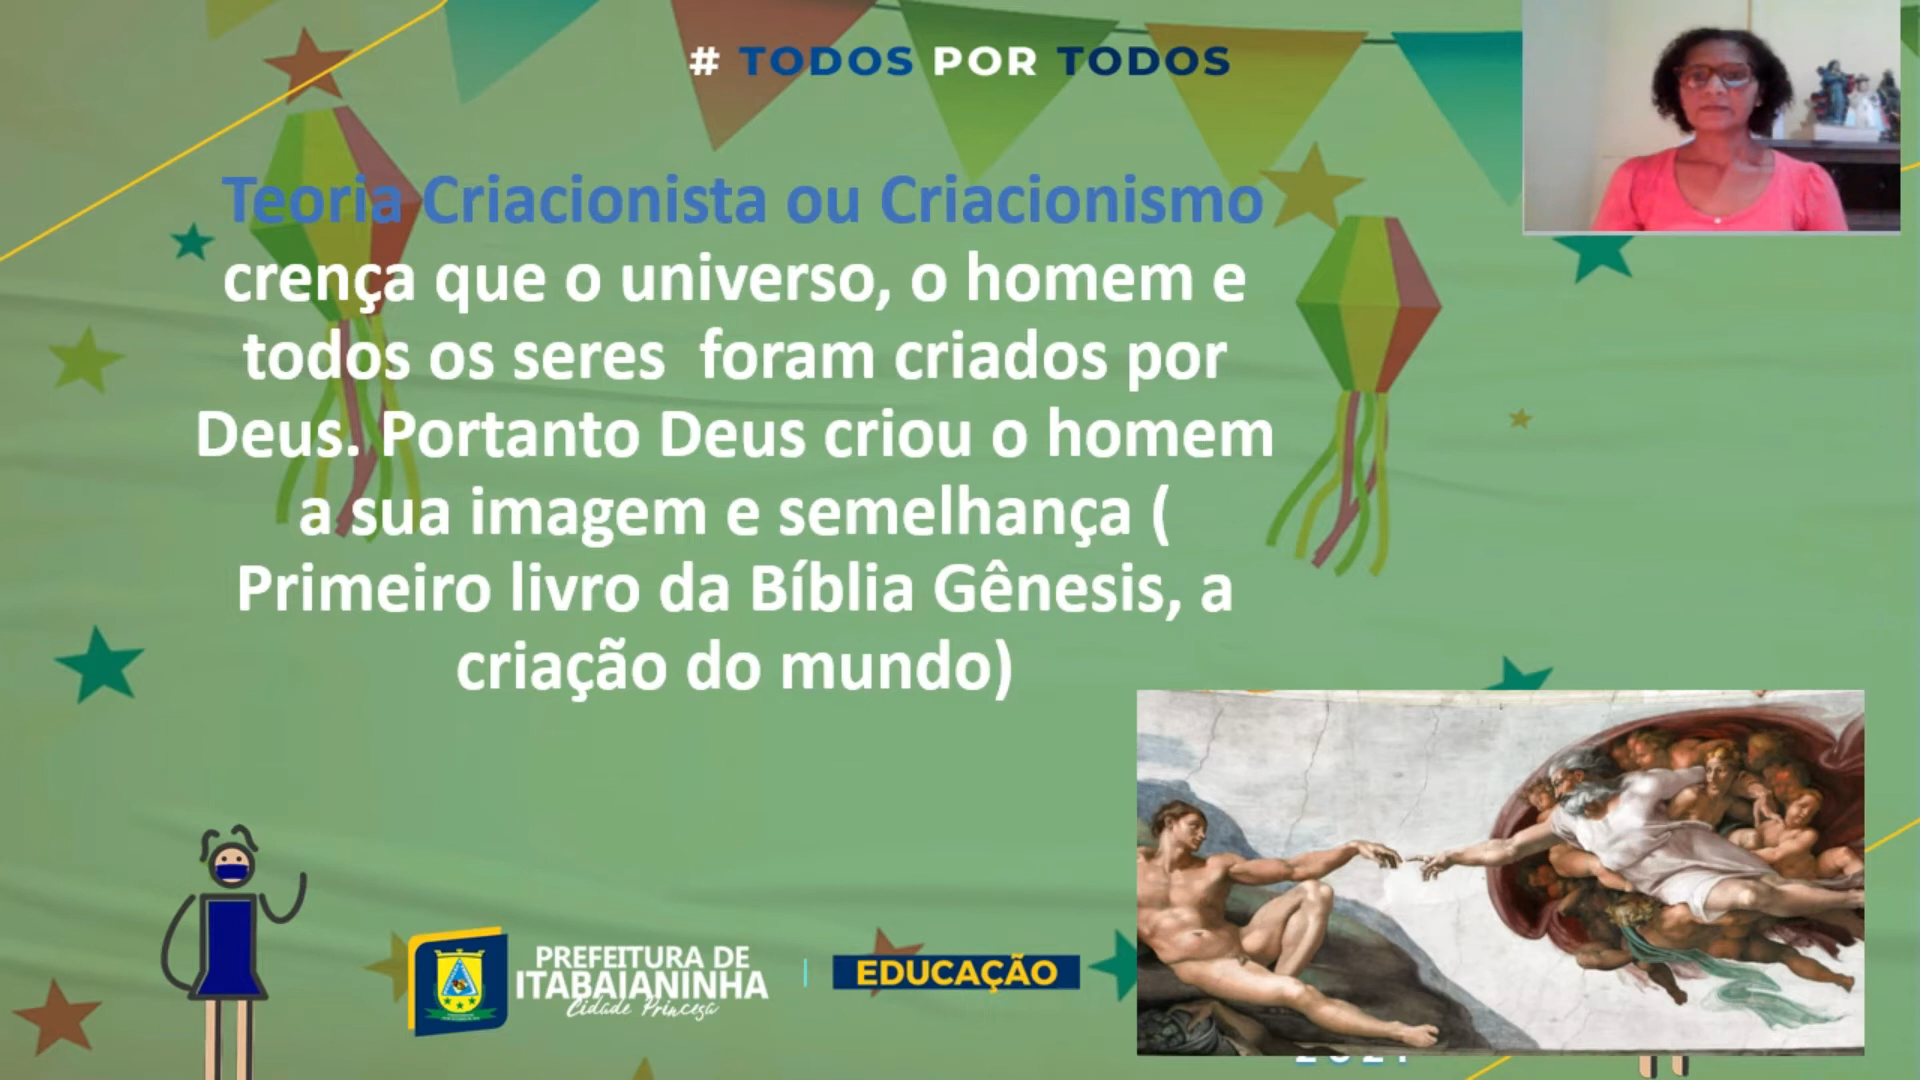 # TODOS POR TODOS
Teoria Criacionista ou Criacionismo
crença que o universo, o homem e
todos os seres foram criados por
Deus. Portanto Deus criou o homem
a sua imagem e semelhança (
Primeiro livro da Bíblia Gênesis, a
criação do mundo)
PREFEITURA DE
ITABAIANINHA
Cidade Princesa
EDUCAÇÃO